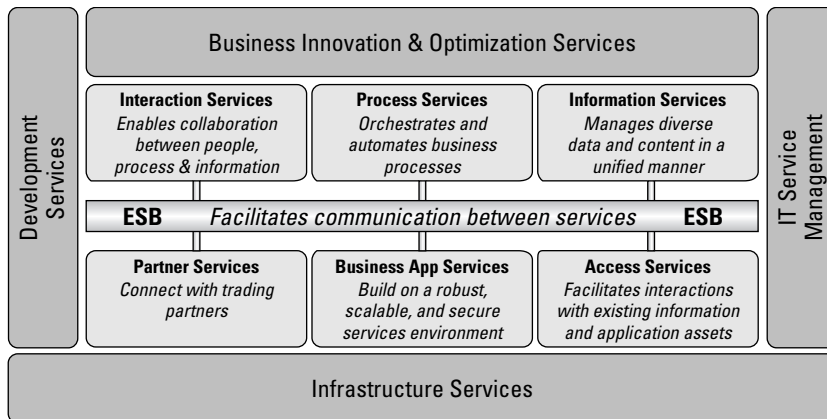 Business Innovation & Optimization Services
Development
Services
Interaction Services
Enables collaboration
between people,
process & information
Process Services
Orchestrates and
automates business
processes
Information Services
Manages diverse
data and content in a
unified manner
IT Service
Management
ESB Facilitates communication between services ESB
Partner Services
Connect with trading
partners
Business App Services
Build on a robust,
scalable, and secure
services environment
Access Services
Facilitates interactions
with existing information
and application assets
Infrastructure Services